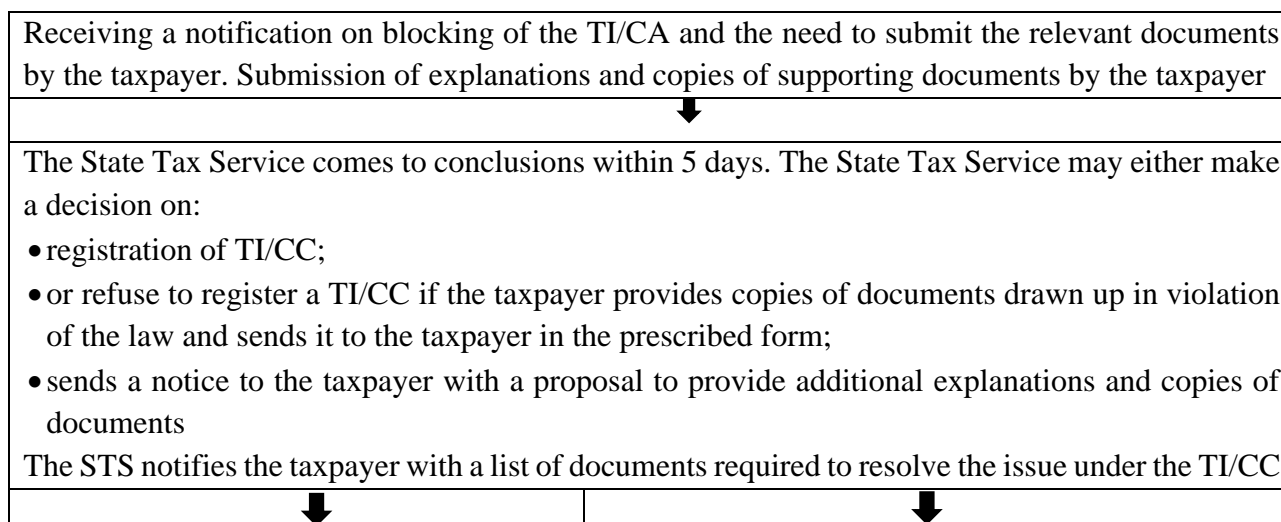 Receiving a notification on blocking of the TI/CA and the need to submit the relevant documents
by the taxpayer. Submission of explanations and copies of supporting documents by the taxpayer
The State Tax Service comes to conclusions within 5 days. The State Tax Service may either make
a decision on:
• registration of TI/CC;
• or refuse to register a TI/CC if the taxpayer provides copies of documents drawn up in violation
of the law and sends it to the taxpayer in the prescribed form;
• sends a notice to the taxpayer with a proposal to provide additional explanations and copies of
documents
The STS notifies the taxpayer with a list of documents required to resolve the issue under the TI/CC